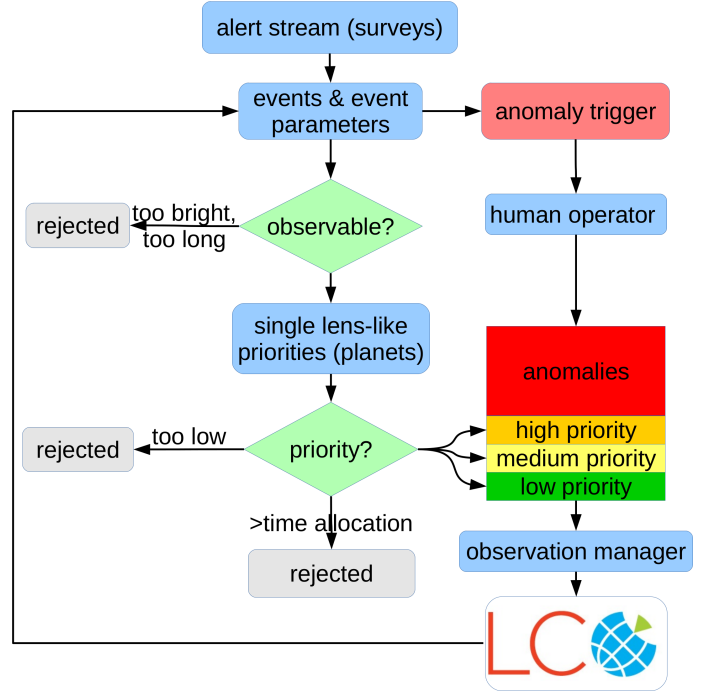 alert stream (surveys)
events & event
parameters
anomaly trigger
human operator
rejected
too bright,
too long
observable?
single lens-like
priorities (planets)
anomalies
high priority
medium priority
low priority
rejected
too low
priority?
>time allocation
rejected
observation manager
LCO